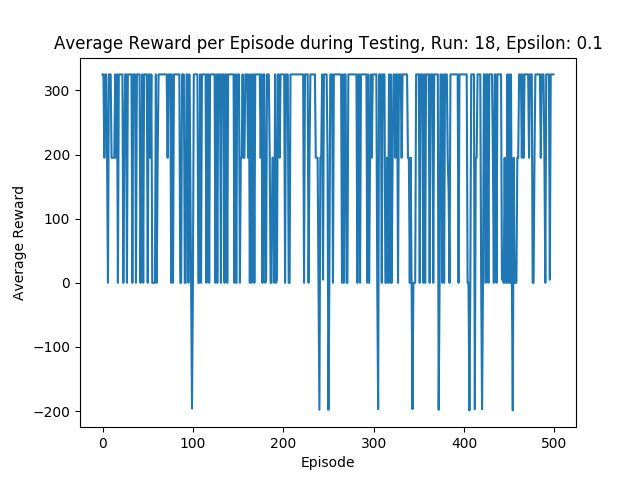 Average Reward per Episode during Testing, Run: 18, Epsilon: 0.1
300
200
100
0
−100
−200
Average Reward
0 100 200 300 400 500
Episode